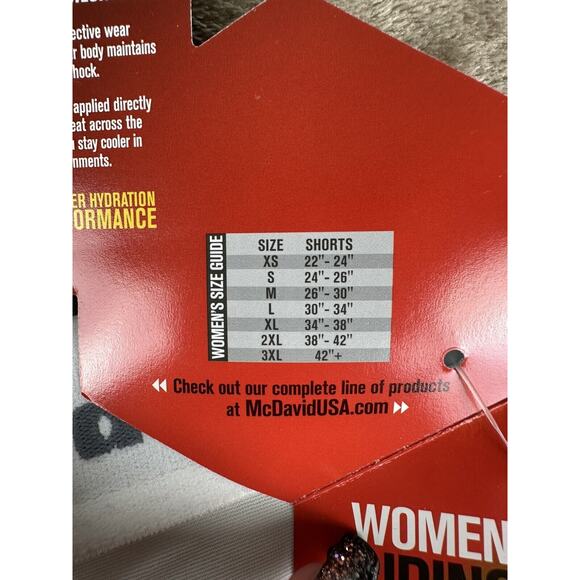 ective wear
r body maintains
hock.
applied directly
eat across the
stay cooler in
nments.
ER HYDRATION
ORMANCE
WOMEN'S SIZE GUIDE
SIZE SHORTS
XS 22"- 24"
S 24"- 26"
M 26"- 30"
L 30"- 34"
XL 34"- 38"
2XL 38"- 42"
3XL 42"+
Check out our complete line of products
at McDavidUSA.com
WOMEN